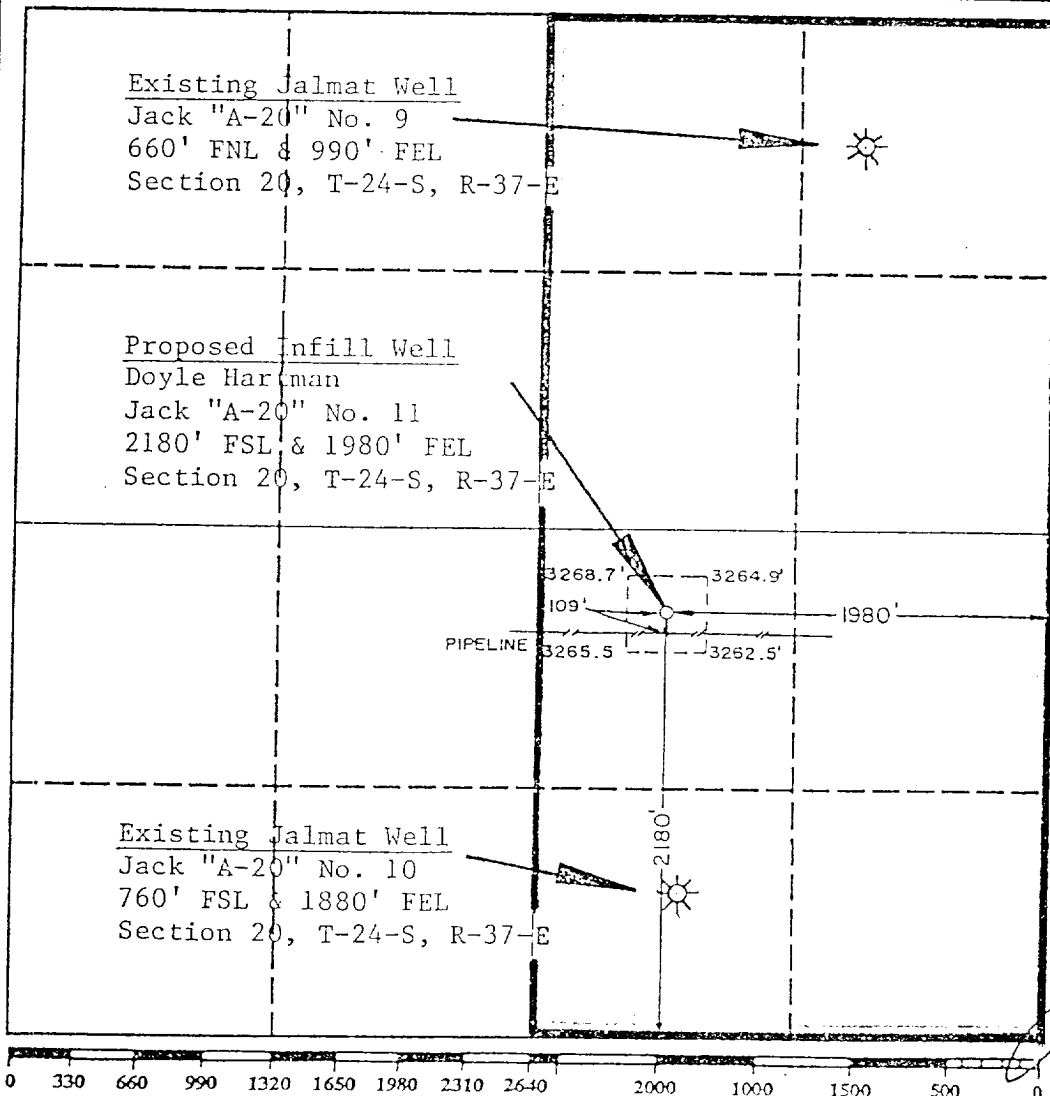 Existing Jalmat Well
Jack "A-20" No. 9
660' FNL & 990' FEL
Section 20, T-24-S, R-37-E
Proposed Infill Well
Doyle Hartman
Jack "A-20" No. 11
2180' FSL & 1980' FEL
Section 20, T-24-S, R-37-E
3268.7' 3264.9'
109' 1980'
PIPELINE 3265.5 3262.5'
2180'
Existing Jalmat Well
Jack "A-20" No. 10
760' FSL & 1880' FEL
Section 20, T-24-S, R-37-E
0 330 660 990 1320 1650 1980 2310 2640 2000 1000 1500 500 0